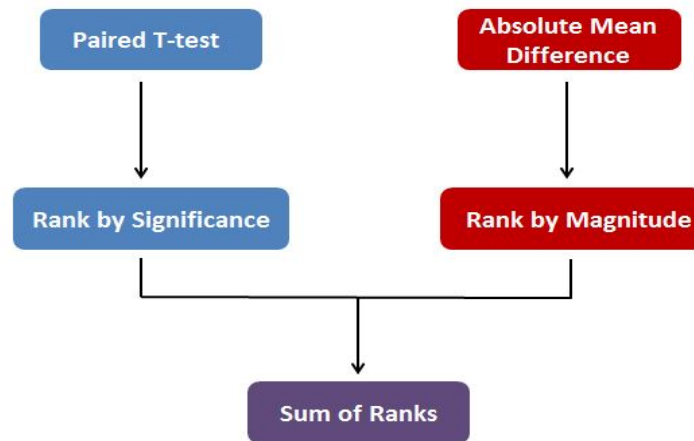 Paired T-test
Absolute Mean
Difference
Rank by Significance
Rank by Magnitude
Sum of Ranks